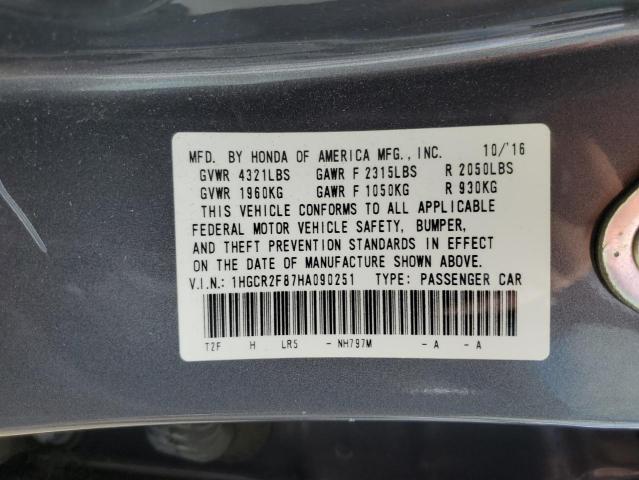 MFD. BY HONDA OF AMERICA MFG., INC. 10/'16
GVWR 4321LBS GAWR F 2315LBS R 2050LBS
GVWR 1960KG GAWR F 1050KG R 930KG
THIS VEHICLE CONFORMS TO ALL APPLICABLE
FEDERAL MOTOR VEHICLE SAFETY, BUMPER,
AND THEFT PREVENTION STANDARDS IN EFFECT
ON THE DATE OF MANUFACTURE SHOWN ABOVE.
V.I.N.: 1HGCR2F87HA090251 TYPE: PASSENGER CAR
T2F H LR5 - NH797M - A - A